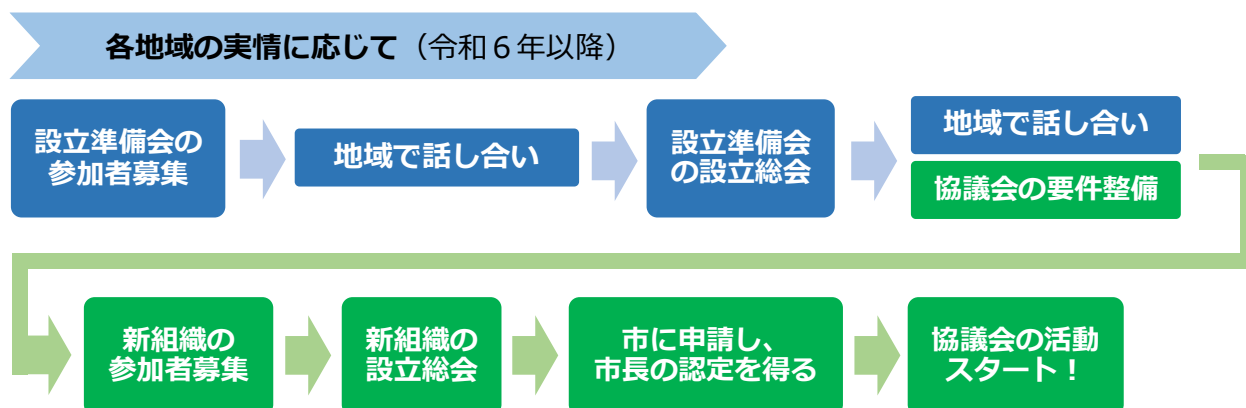 各地域の実情に応じて（令和６年以降）
設立準備会の
参加者募集
地域で話し合い
設立準備会
の設立総会
地域で話し合い
協議会の要件整備
新組織の
参加者募集
新組織の
設立総会
市に申請し、
市長の認定を得る
協議会の活動
スタート！